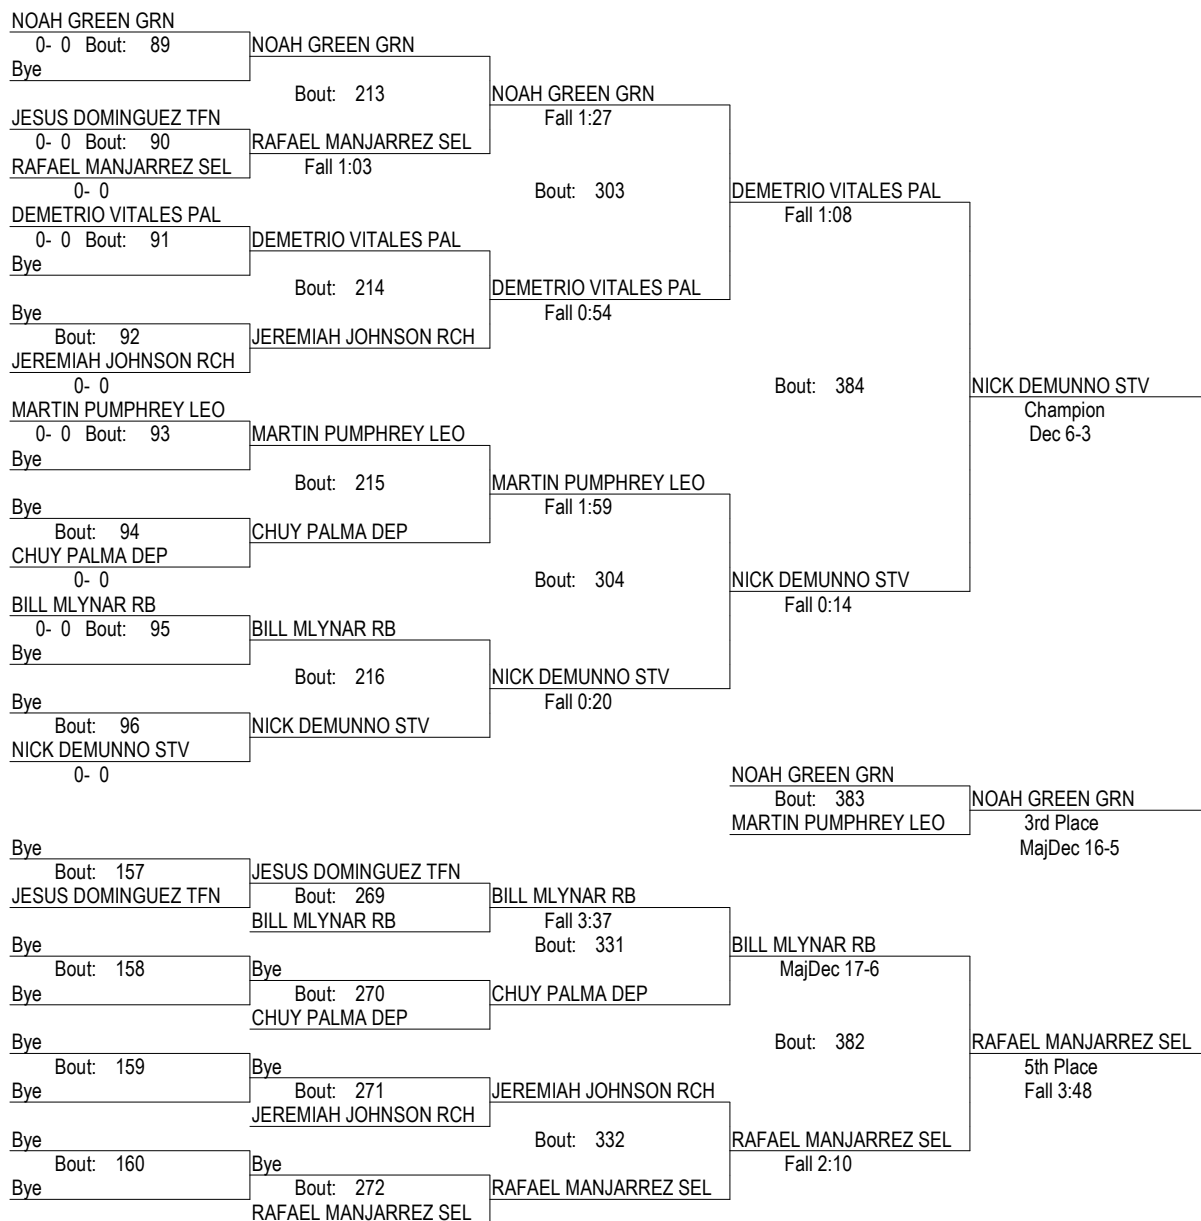 NOAH GREEN GRN
0- 0 Bout: 89 NOAH GREEN GRN
Bye
Bout: 213 NOAH GREEN GRN
JESUS DOMINGUEZ TFN Fall 1:27
0- 0 Bout: 90 RAFAEL MANJARREZ SEL
RAFAEL MANJARREZ SEL Fall 1:03
0- 0 Bout: 303 DEMETRIO VITALES PAL
DEMETRIO VITALES PAL Fall 1:08
0- 0 Bout: 91 DEMETRIO VITALES PAL
Bye
Bout: 214 DEMETRIO VITALES PAL
Bye Fall 0:54
Bout: 92 JEREMIAH JOHNSON RCH
JEREMIAH JOHNSON RCH
0- 0 Bout: 384 NICK DEMUNNO STV
MARTIN PUMPHREY LEO Champion
0- 0 Bout: 93 MARTIN PUMPHREY LEO Dec 6-3
Bye
Bout: 215 MARTIN PUMPHREY LEO
Bye Fall 1:59
Bout: 94 CHUY PALMA DEP
CHUY PALMA DEP
0- 0 Bout: 304 NICK DEMUNNO STV
BILL MLYNAR RB Fall 0:14
0- 0 Bout: 95 BILL MLYNAR RB
Bye
Bout: 216 NICK DEMUNNO STV
Bye Fall 0:20
Bout: 96 NICK DEMUNNO STV
NICK DEMUNNO STV
0- 0 NOAH GREEN GRN
Bout: 383 NOAH GREEN GRN
MARTIN PUMPHREY LEO 3rd Place
Bye MajDec 16-5
Bout: 157 JESUS DOMINGUEZ TFN
JESUS DOMINGUEZ TFN Bout: 269 BILL MLYNAR RB
BILL MLYNAR RB Fall 3:37
Bye Bout: 331 BILL MLYNAR RB
Bout: 158 Bye MajDec 17-6
Bye Bout: 270 CHUY PALMA DEP
CHUY PALMA DEP
Bye Bout: 382 RAFAEL MANJARREZ SEL
Bout: 159 Bye 5th Place
Bye Bout: 271 JEREMIAH JOHNSON RCH Fall 3:48
JEREMIAH JOHNSON RCH
Bye Bout: 332 RAFAEL MANJARREZ SEL
Bout: 160 Bye Fall 2:10
Bye Bout: 272 RAFAEL MANJARREZ SEL
RAFAEL MANJARREZ SEL